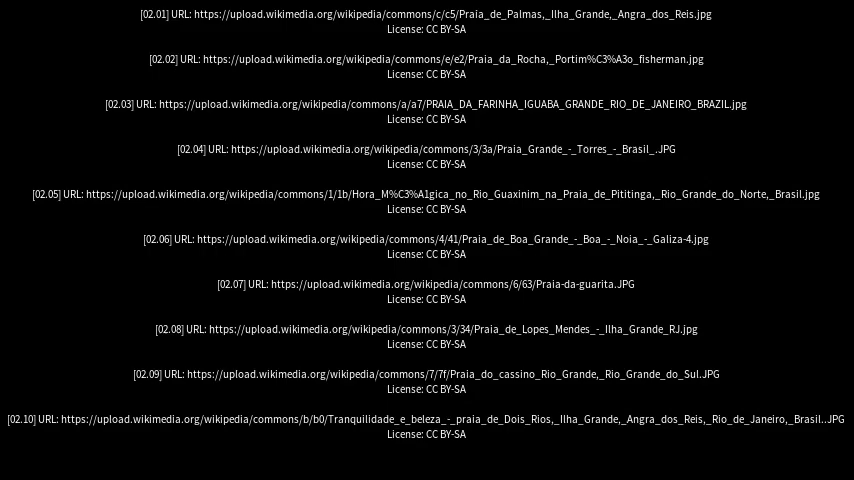 [02.01] URL: https://upload.wikimedia.org/wikipedia/commons/c/c5/Praia_de_Palmas,_Ilha_Grande,_Angra_dos_Reis.jpg
License: CC BY-SA
[02.02] URL: https://upload.wikimedia.org/wikipedia/commons/e/e2/Praia_da_Rocha,_Portim%C3%A3o_fisherman.jpg
License: CC BY-SA
[02.03] URL: https://upload.wikimedia.org/wikipedia/commons/a/a7/PRAIA_DA_FARINHA_IGUABA_GRANDE_RIO_DE_JANEIRO_BRAZIL.jpg
License: CC BY-SA
[02.04] URL: https://upload.wikimedia.org/wikipedia/commons/3/3a/Praia_Grande_-_Torres_-_Brasil_.JPG
License: CC BY-SA
[02.05] URL: https://upload.wikimedia.org/wikipedia/commons/1/1b/Hora_M%C3%A1gica_no_Rio_Guaxinim_na_Praia_de_Pititinga,_Rio_Grande_do_Norte,_Brasil.jpg
License: CC BY-SA
[02.06] URL: https://upload.wikimedia.org/wikipedia/commons/4/41/Praia_de_Boa_Grande_-_Boa_-_Noia_-_Galiza-4.jpg
License: CC BY-SA
[02.07] URL: https://upload.wikimedia.org/wikipedia/commons/6/63/Praia-da-guarita.JPG
License: CC BY-SA
[02.08] URL: https://upload.wikimedia.org/wikipedia/commons/3/34/Praia_de_Lopes_Mendes_-_Ilha_Grande_RJ.jpg
License: CC BY-SA
[02.09] URL: https://upload.wikimedia.org/wikipedia/commons/7/7f/Praia_do_cassino_Rio_Grande,_Rio_Grande_do_Sul.JPG
License: CC BY-SA
[02.10] URL: https://upload.wikimedia.org/wikipedia/commons/b/b0/Tranquilidade_e_beleza_-_praia_de_Dois_Rios,_Ilha_Grande,_Angra_dos_Reis,_Rio_de_Janeiro,_Brasil..JPG
License: CC BY-SA